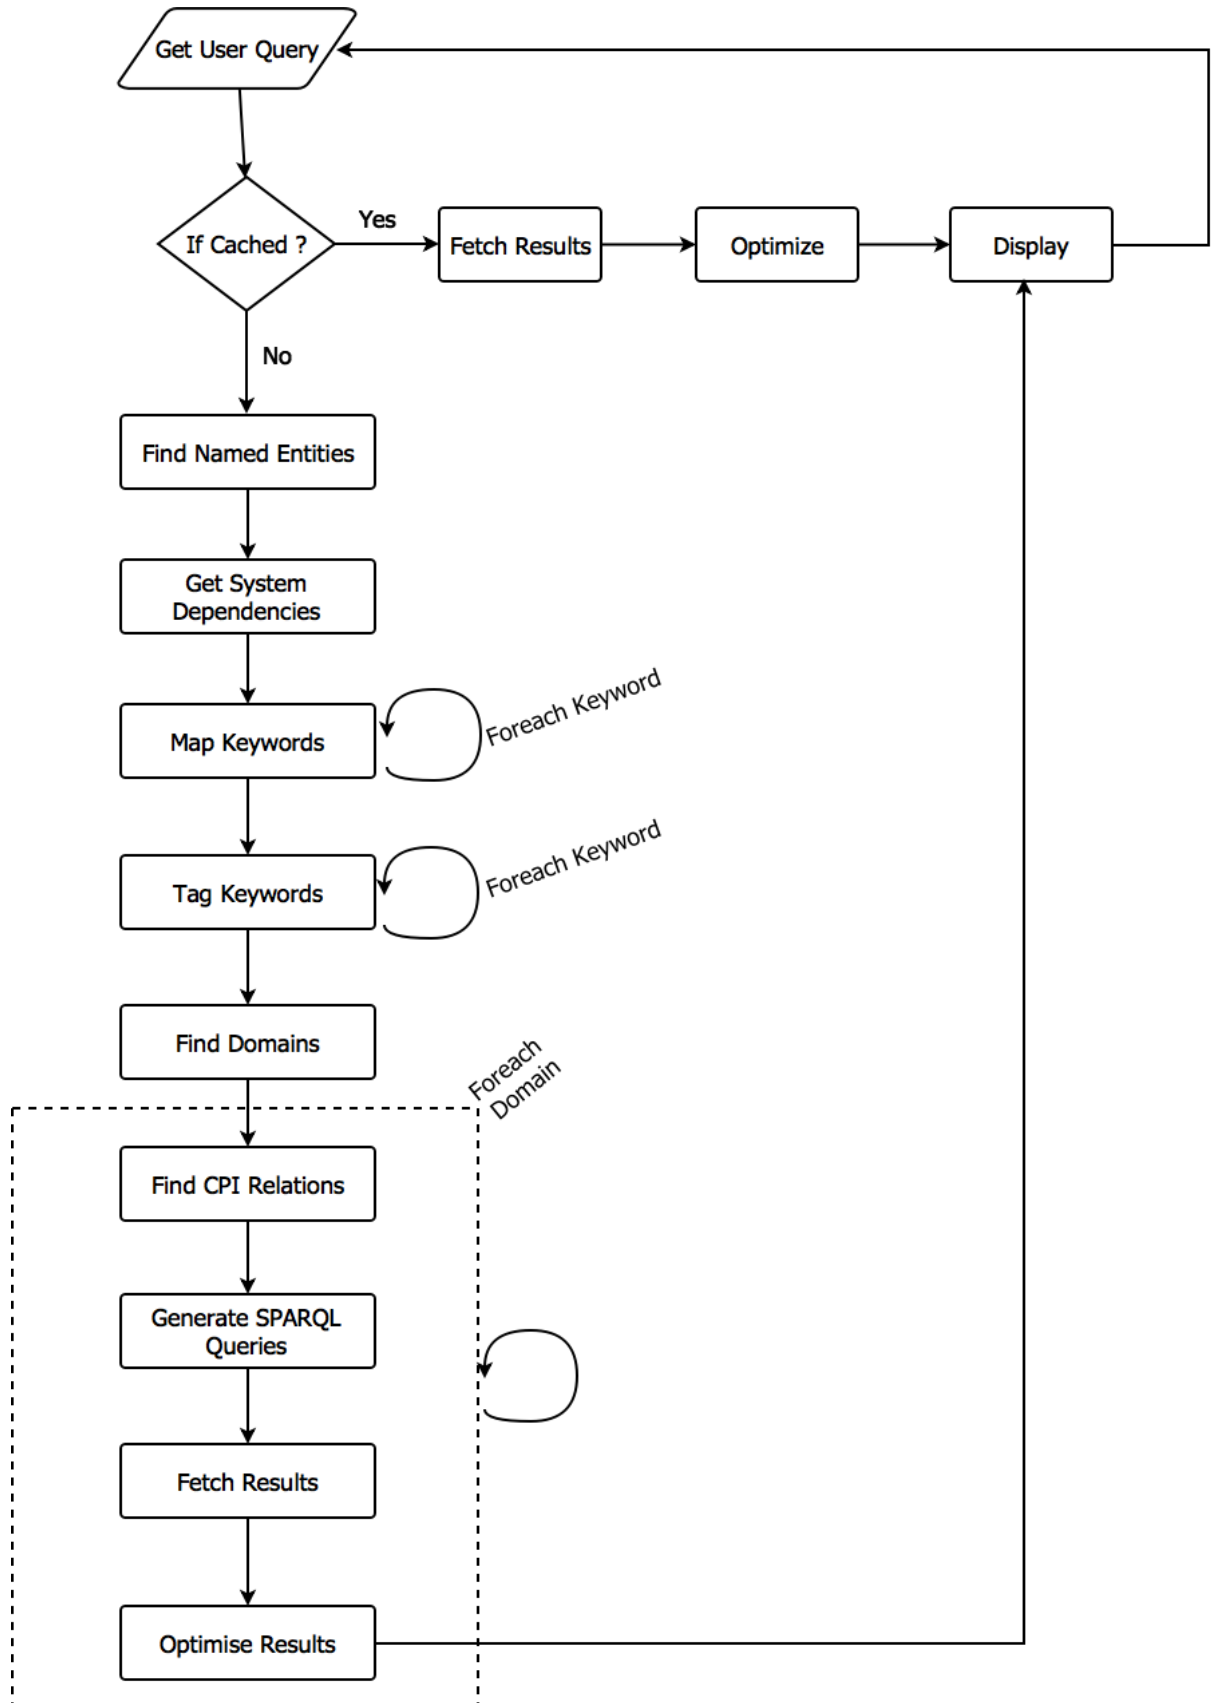 Get User Query
If Cached ?
Yes
Fetch Results
Optimize
Display
No
Find Named Entities
Get System
Dependencies
Map Keywords
Foreach Keyword
Tag Keywords
Foreach Keyword
Find Domains
Foreach
Domain
Find CPI Relations
Generate SPARQL
Queries
Fetch Results
Optimise Results